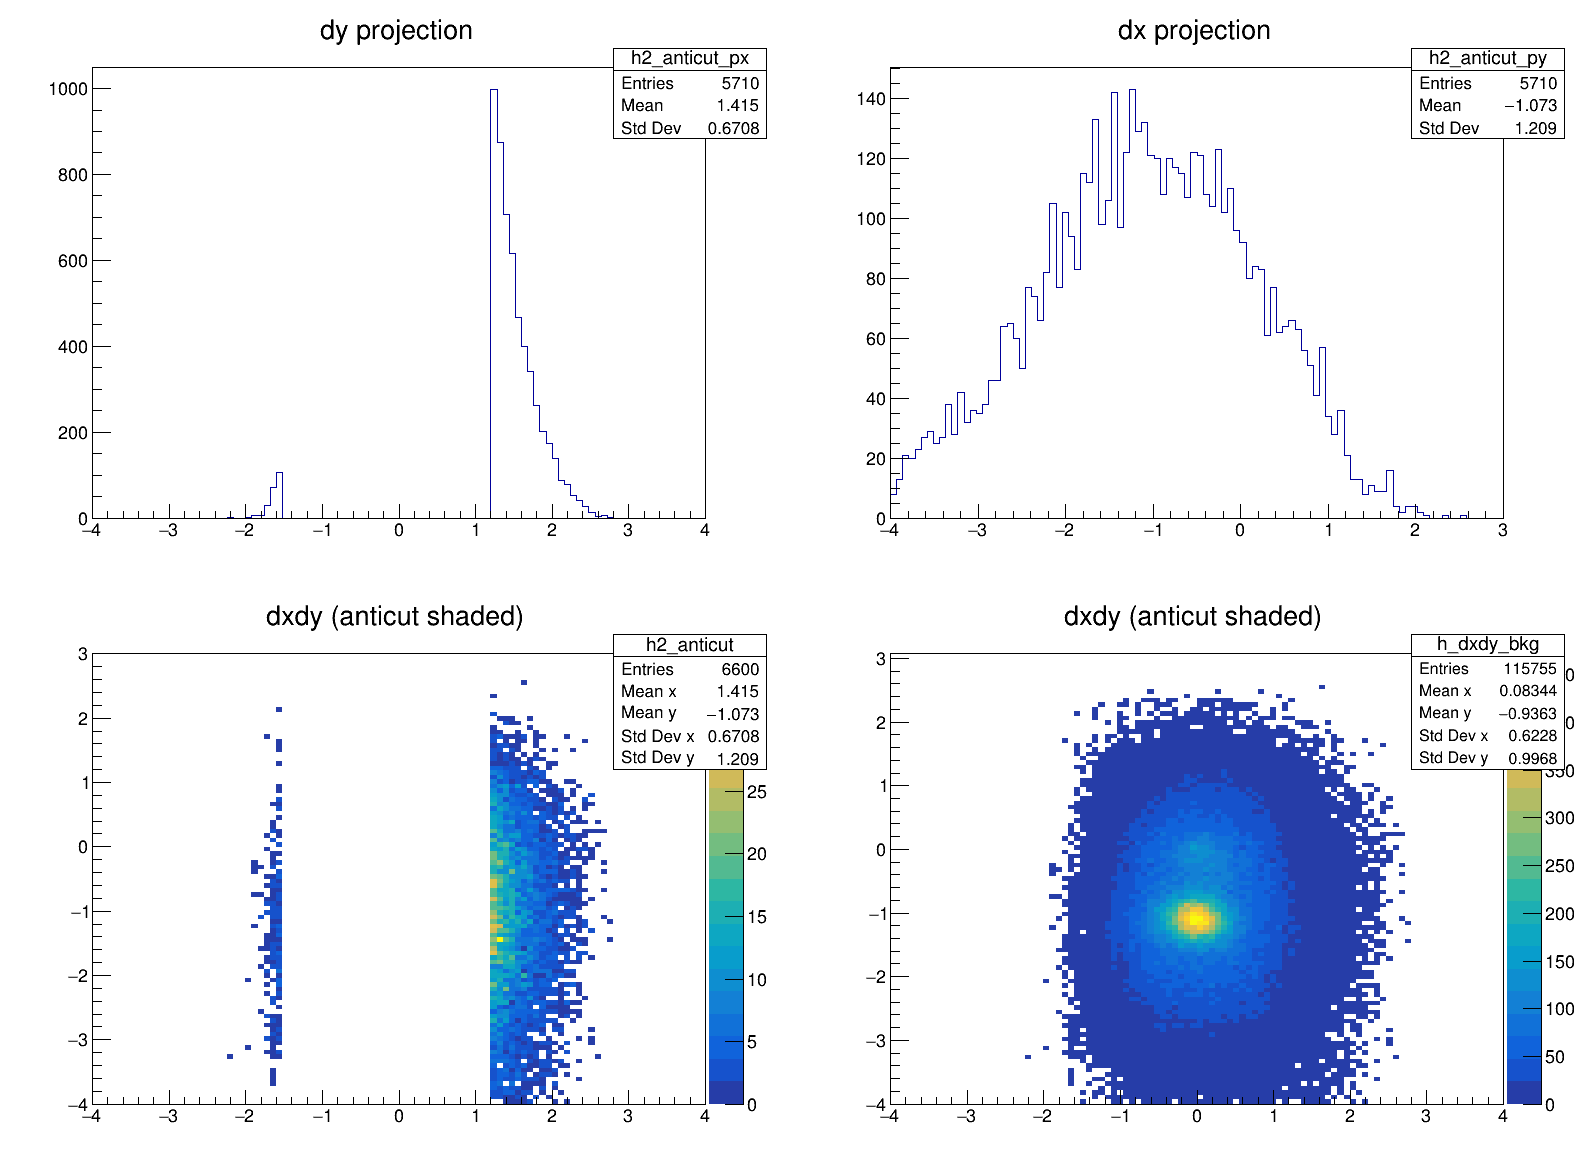 dy projection
h2_anticut_px
Entries 5710
Mean 1.415
Std Dev 0.6708
1000
800
600
400
200
0
−4 −3 −2 −1 0 1 2 3 4
dx projection
h2_anticut_py
Entries 5710
Mean −1.073
Std Dev 1.209
140
120
100
80
60
40
20
0
−4 −3 −2 −1 0 1 2 3
dxdy (anticut shaded)
h2_anticut
Entries 6600
Mean x 1.415
Mean y −1.073
Std Dev x 0.6708
Std Dev y 1.209
3
2
1
0
−1
−2
−3
−4
−4 −3 −2 −1 0 1 2 3 4
25
20
15
10
5
0
dxdy (anticut shaded)
h_dxdy_bkg
Entries 115755
Mean x 0.08344
Mean y −0.9363
Std Dev x 0.6228
Std Dev y 0.9968
3
2
1
0
−1
−2
−3
−4
−4 −3 −2 −1 0 1 2 3 4
0
0
350
300
250
200
150
100
50
0